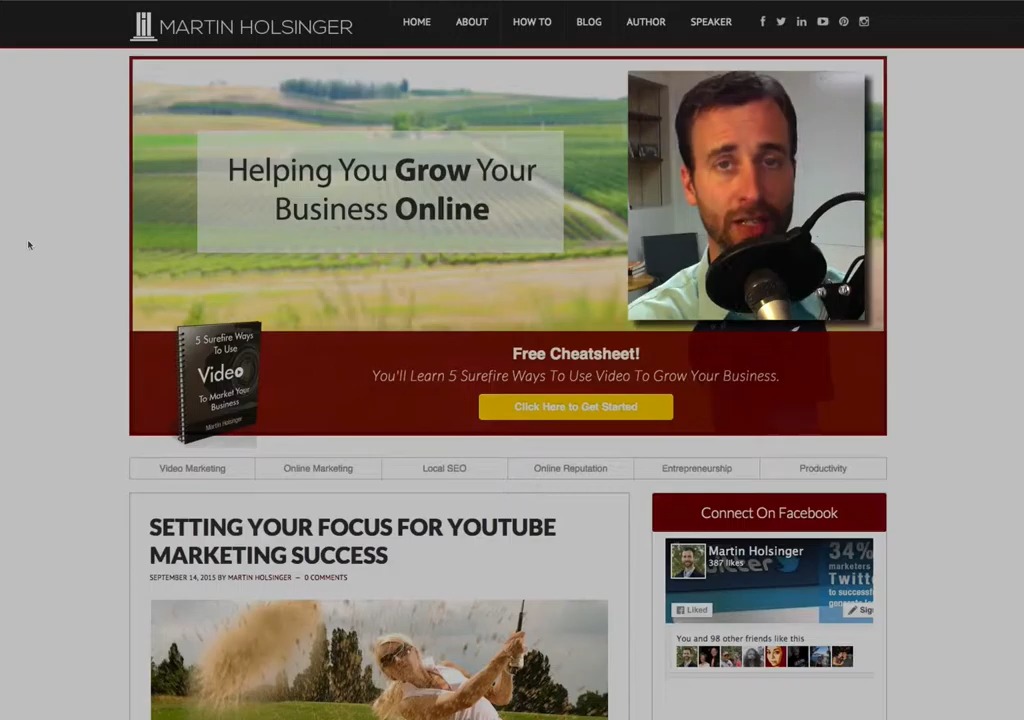 MARTIN HOLSINGER
HOME ABOUT HOW TO BLOG AUTHOR SPEAKER
Helping You Grow Your
Business Online
5 Surefire Ways
To Use
Video
To Market Your
Business
Martin Holsinger
Free Cheatsheet!
You'll Learn 5 Surefire Ways To Use Video To Grow Your Business.
Click Here to Get Started
Video Marketing Online Marketing Local SEO Online Reputation Entrepreneurship Productivity
SETTING YOUR FOCUS FOR YOUTUBE
MARKETING SUCCESS
SEPTEMBER 14, 2015 BY MARTIN HOLSINGER — 0 COMMENTS
Connect On Facebook
Martin Holsinger
387 likes
34%
marketers
Twitt
to success
Liked
Sig
You and 98 other friends like this